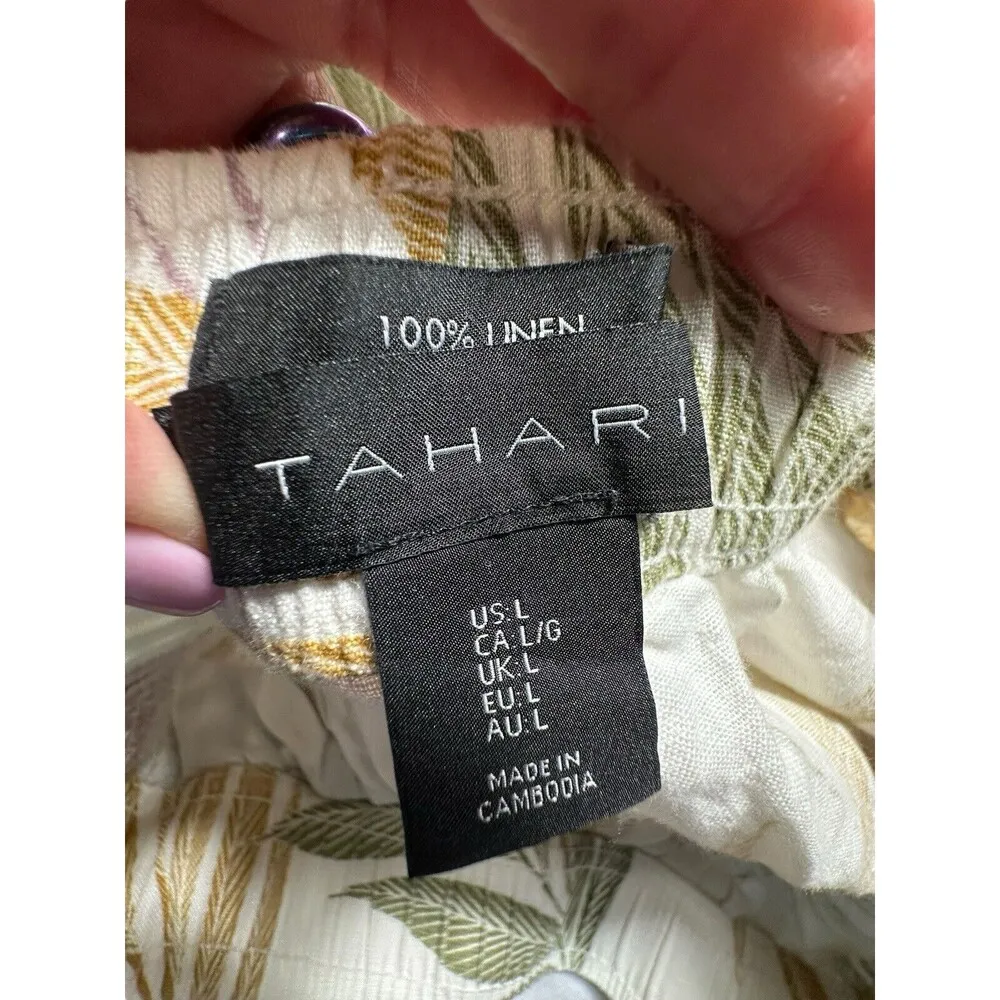 100% LINEN
TAHARI
US: L
CA L/G
UK: L
EU: L
AU: L
MADE IN
CAMBODIA